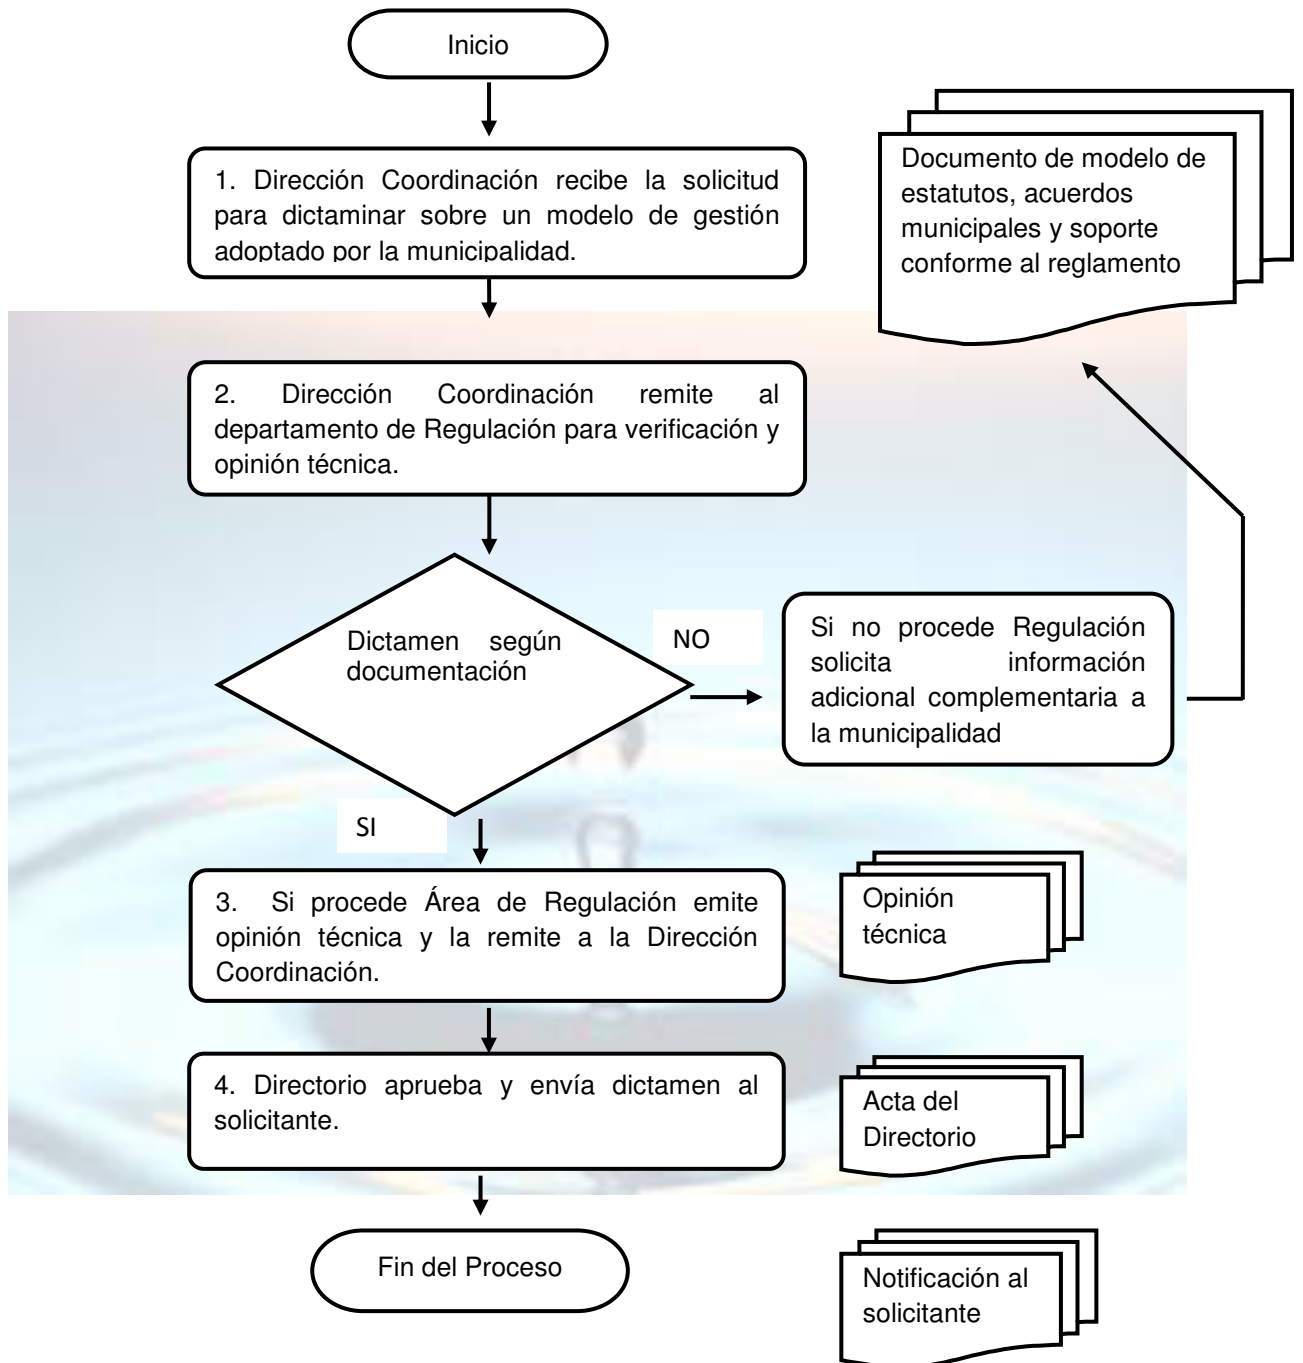 Inicio
1. Dirección Coordinación recibe la solicitud
para dictaminar sobre un modelo de gestión
adoptado por la municipalidad.
Documento de modelo de
estatutos, acuerdos
municipales y soporte
conforme al reglamento
2. Dirección Coordinación remite al
departamento de Regulación para verificación y
opinión técnica.
Dictamen según
documentación
NO
Si no procede Regulación
solicita información
adicional complementaria a
la municipalidad
SI
3. Si procede Área de Regulación emite
opinión técnica y la remite a la Dirección
Coordinación.
Opinión
técnica
4. Directorio aprueba y envía dictamen al
solicitante.
Acta del
Directorio
Fin del Proceso
Notificación al
solicitante